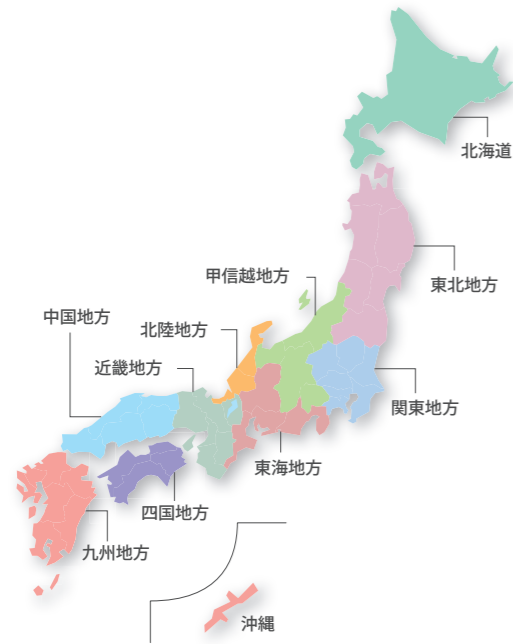 北海道
東北地方
甲信越地方
中国地方
北陸地方
近畿地方
関東地方
東海地方
四国地方
九州地方
沖縄